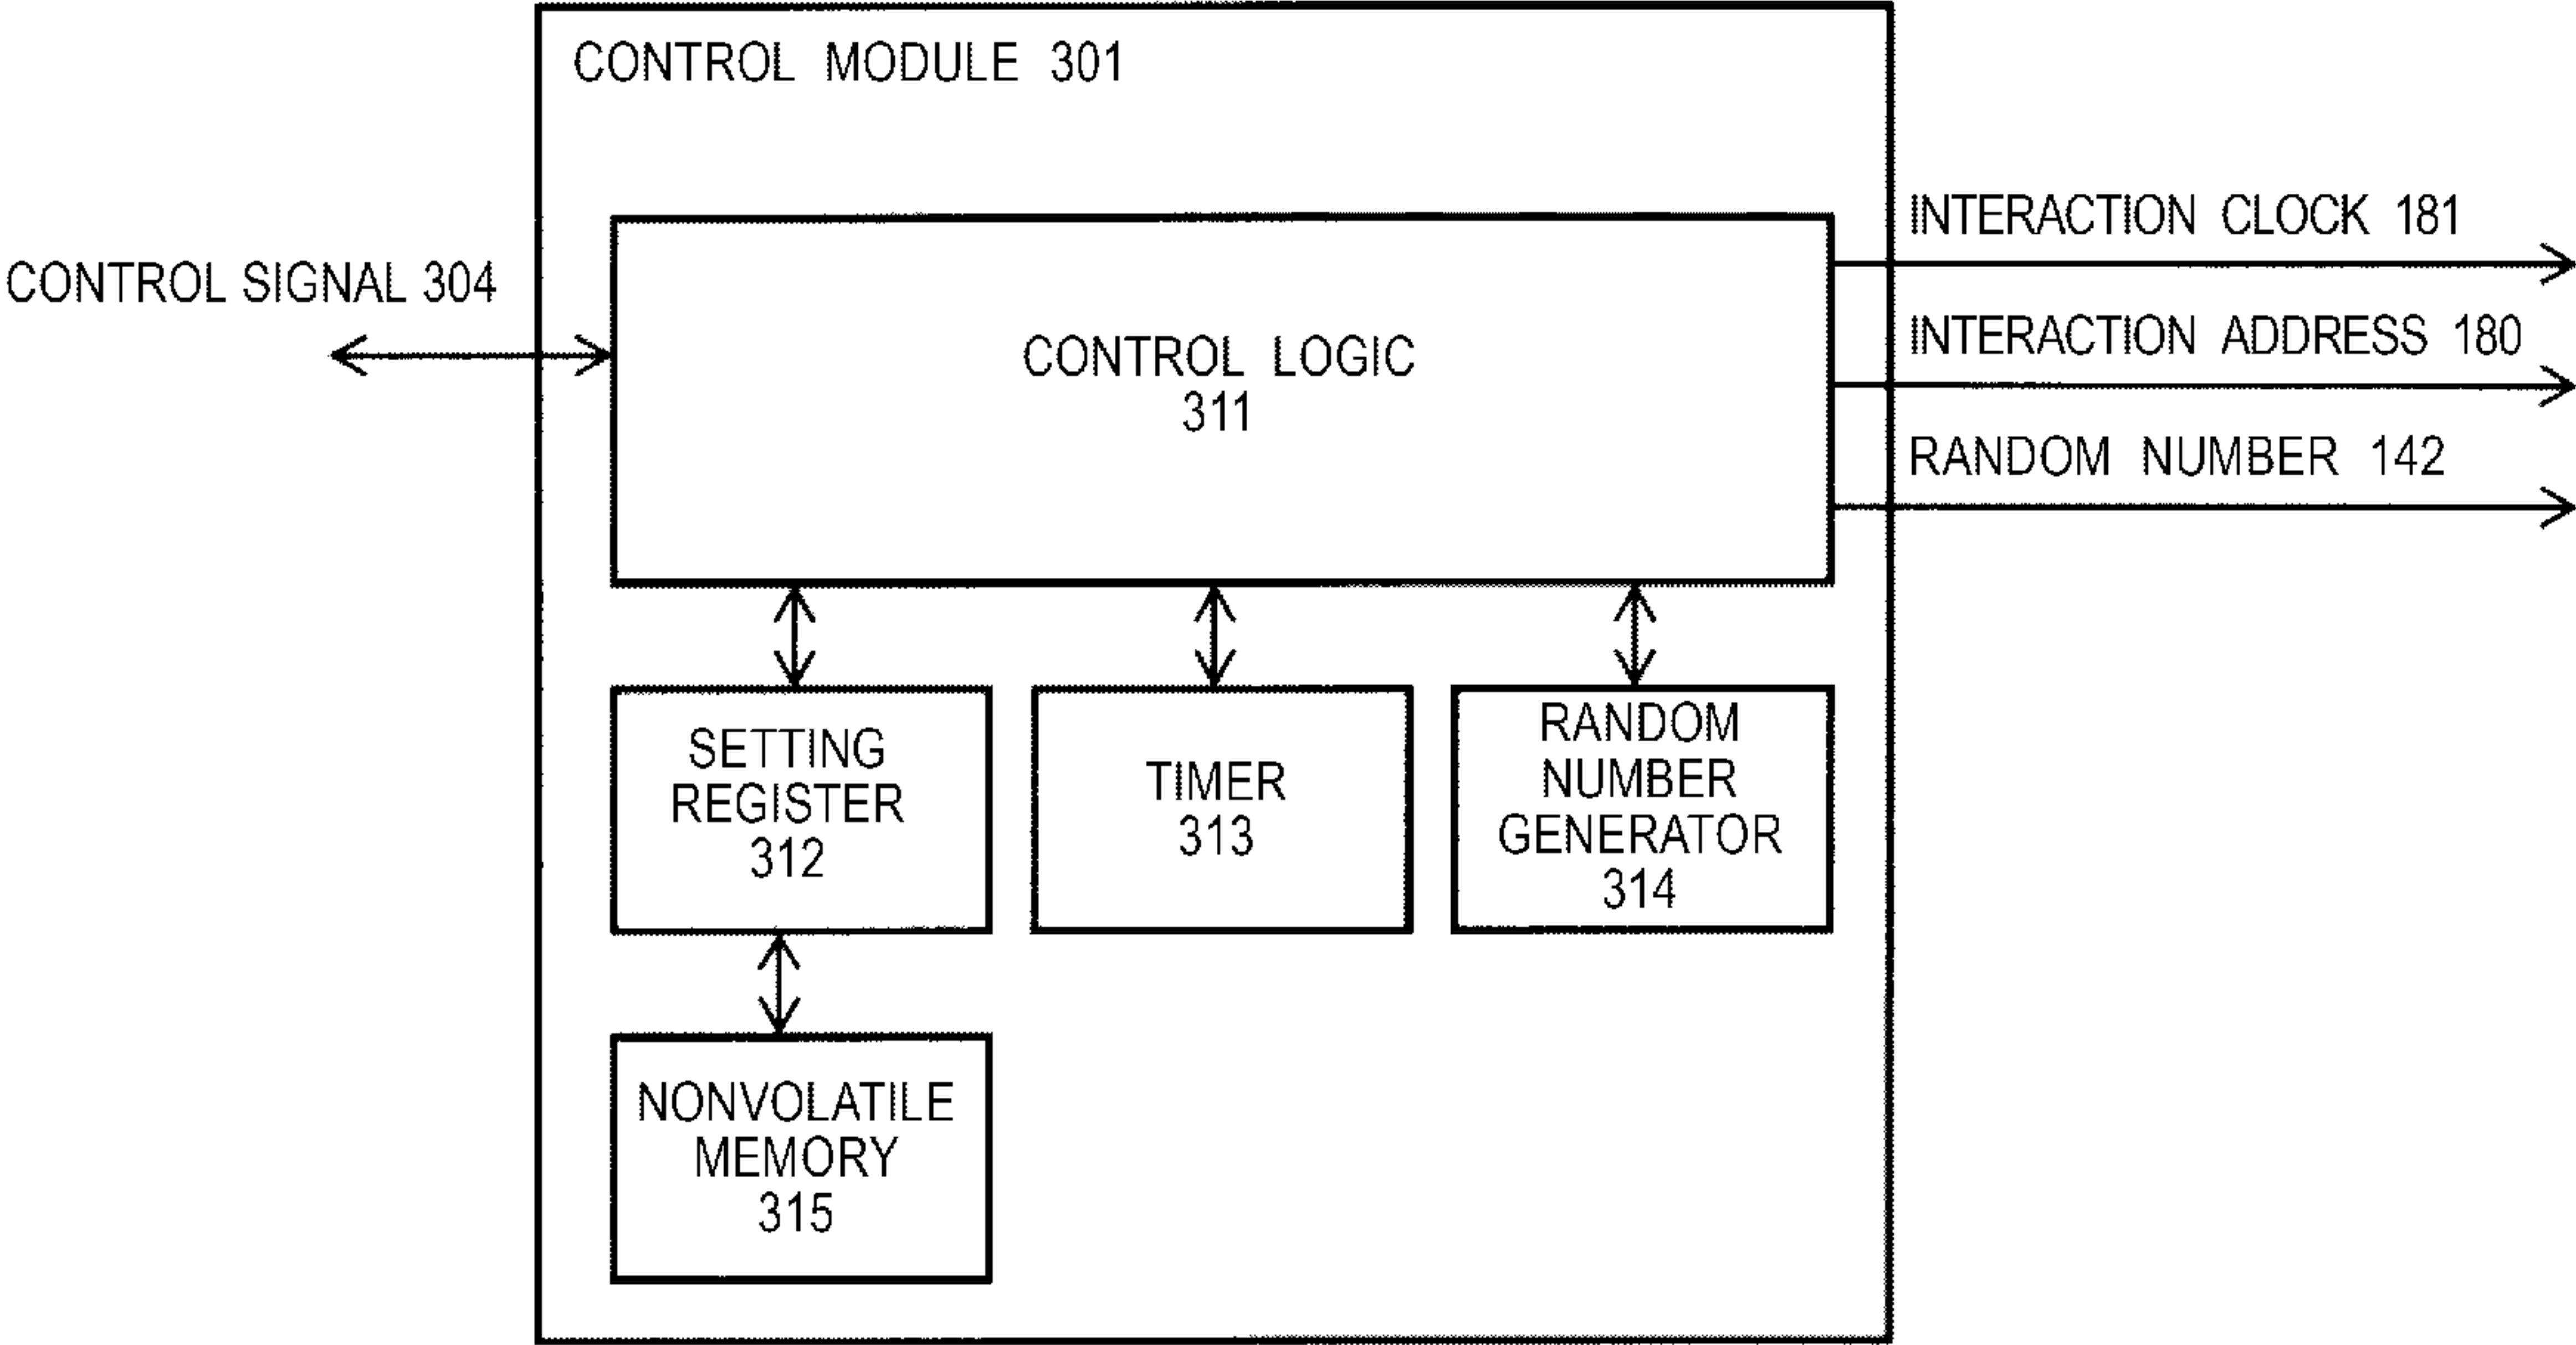 CONTROL MODULE 301
INTERACTION CLOCK 181
CONTROL SIGNAL 304
INTERACTION ADDRESS 180
CONTROL LOGIC
311
RANDOM NUMBER 142
SETTING
REGISTER
312
TIMER
313
RANDOM
NUMBER
GENERATOR
314
NONVOLATILE
MEMORY
315